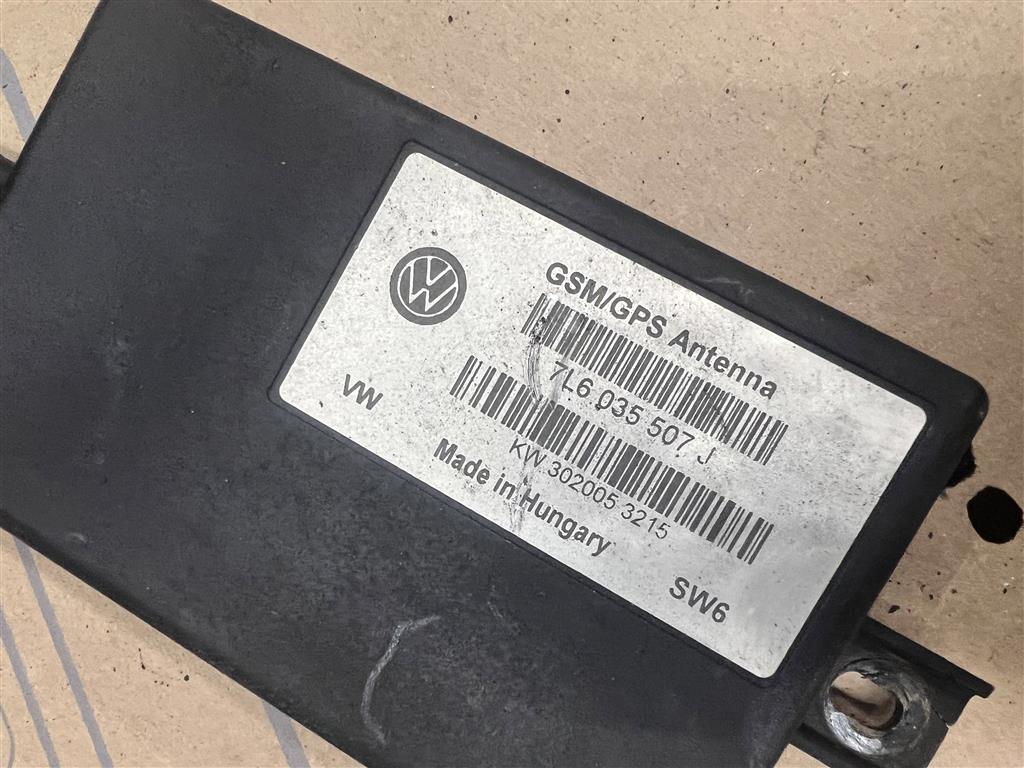 GSM/GPS Antenna
7L6 035 507 J
KW 302005 3215
Made in Hungary
VW
SW6